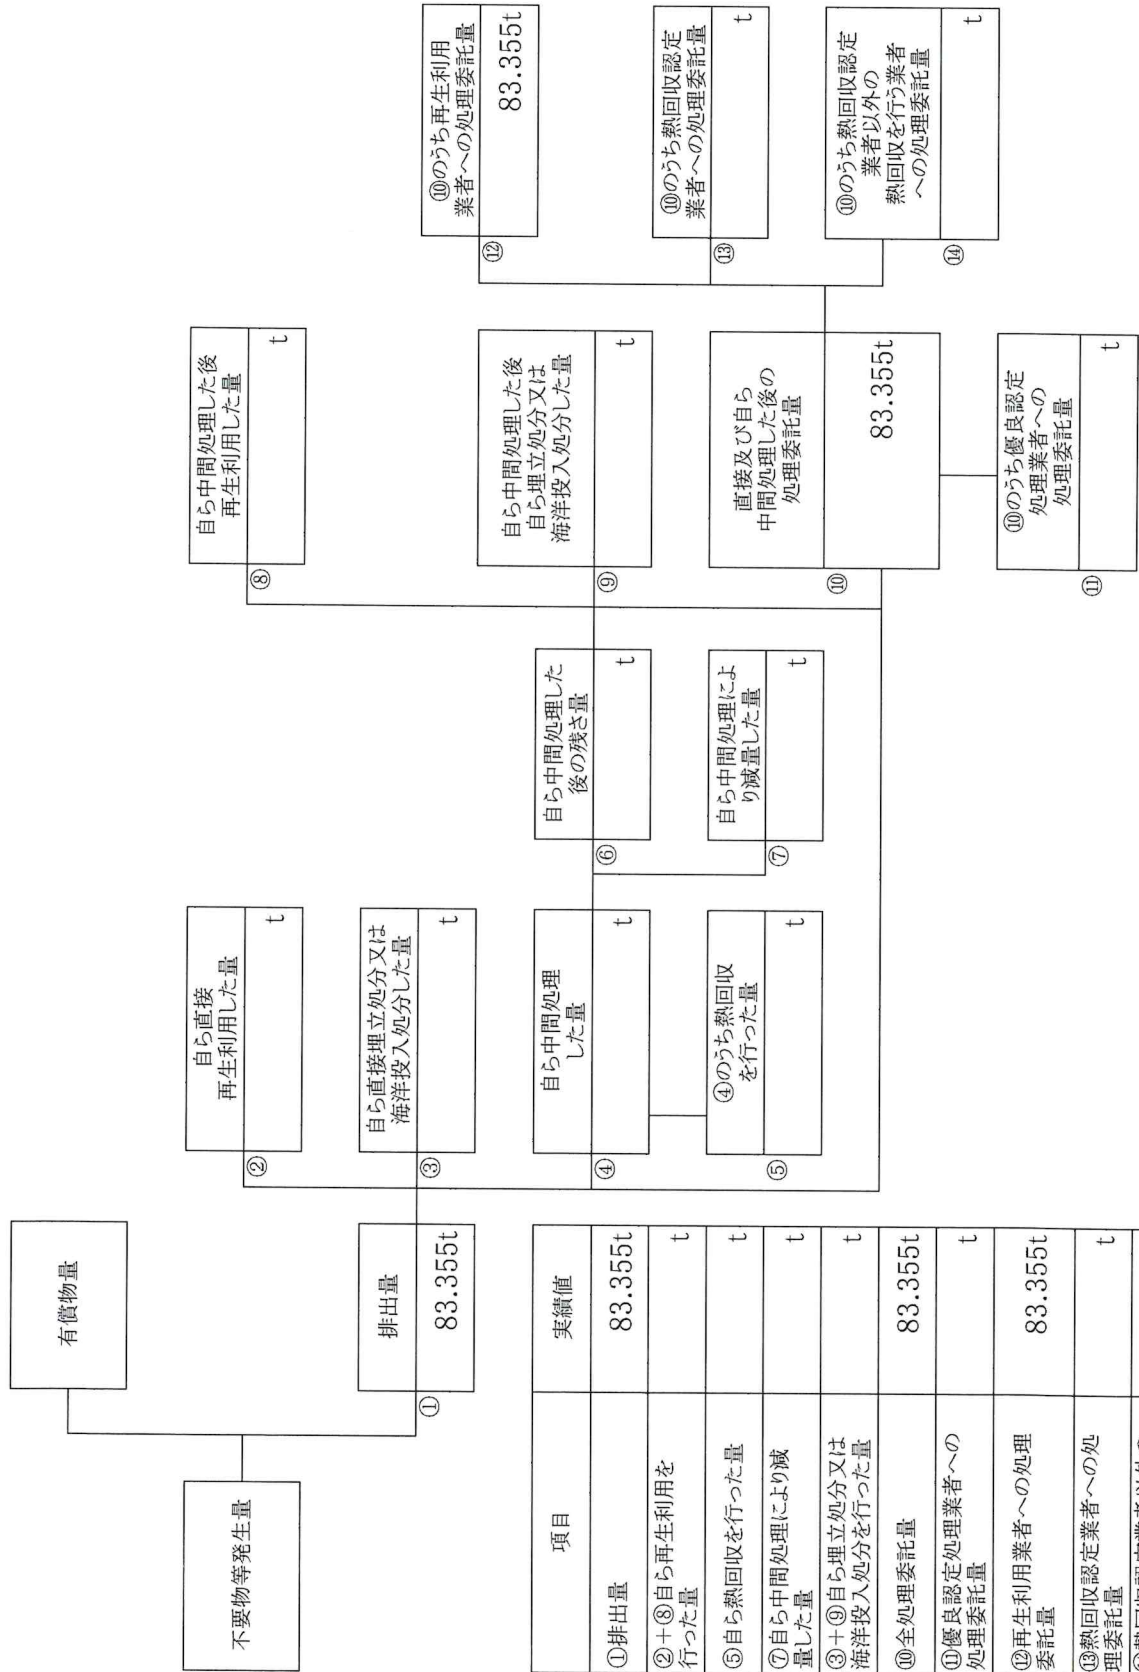 不要物等発生量
有償物量
①
排出量
83.355t
②
自ら直接
再生利用した量
t
③
自ら直接埋立処分又は
海洋投入処分した量
t
④
自ら中間処理
した量
t
⑤
④のうち熱回収
を行った量
t
⑥
自ら中間処理した
後の残さ量
t
⑦
自ら中間処理によ
り減量した量
t
⑧
自ら中間処理した後
再生利用した量
t
⑨
自ら中間処理した後
自ら埋立処分又は
海洋投入処分した量
t
⑩
直接及び自ら
中間処理した後の
処理委託量
83.355t
⑪
⑩のうち優良認定
処理業者への
処理委託量
t
⑫
⑩のうち再生利用
業者への処理委託量
83.355t
⑬
⑩のうち熱回収認定
業者への処理委託量
t
⑭
⑩のうち熱回収認定
業者以外の
熱回収を行う業者
への処理委託量
t
項目
実績値
①排出量
83.355t
②+⑧自ら再生利用を
行った量
t
⑤自ら熱回収を行った量
t
⑦自ら中間処理により減
量した量
t
③+⑨自ら埋立処分又は
海洋投入処分を行った量
t
⑩全処理委託量
83.355t
⑪優良認定処理業者への
処理委託量
t
⑫再生利用業者への処理
委託量
83.355t
⑬熱回収認定業者への処
理委託量
t